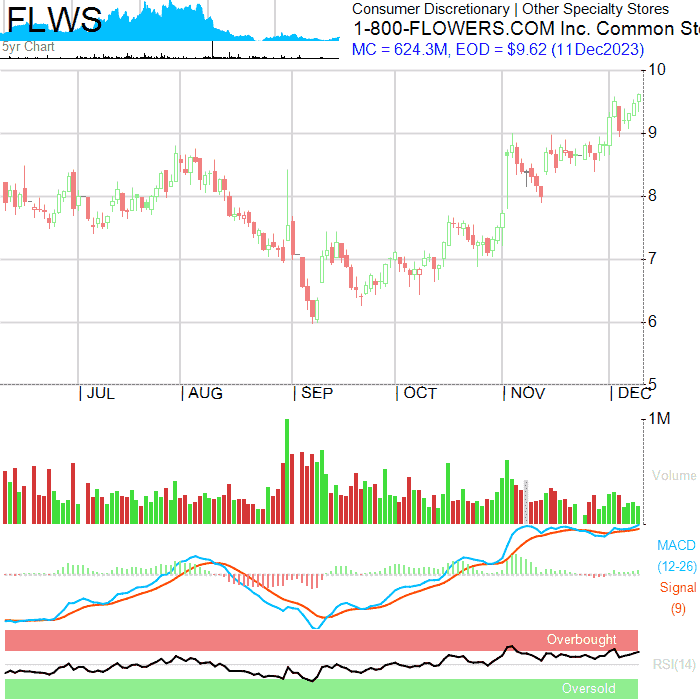 FLWS
5yr Chart
Consumer Discretionary | Other Specialty Stores
1-800-FLOWERS.COM Inc. Common Sto
MC = 624.3M, EOD = $9.62 (11Dec2023)
10
9
8
7
6
5
| JUL | AUG | SEP | OCT | NOV | DEC
1M
Volume
MACD
(12-26)
Signal
(9)
Overbought
RSI(14)
Oversold